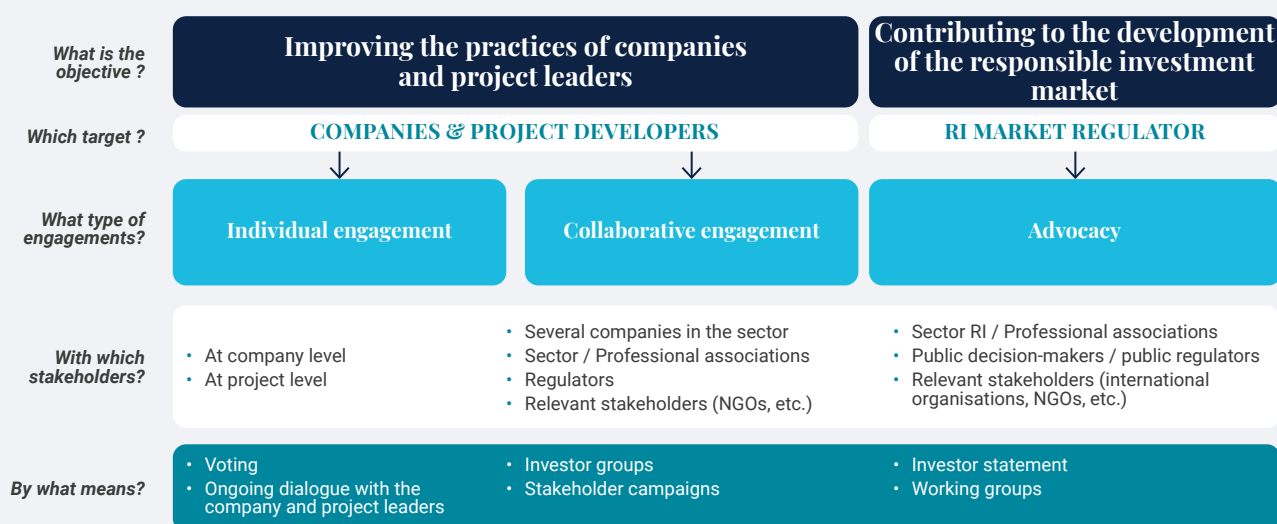 What is the
objective ?
Improving the practices of companies
and project leaders
Contributing to the development
of the responsible investment
market
Which target ?
COMPANIES & PROJECT DEVELOPERS
RI MARKET REGULATOR
What type of
engagements?
Individual engagement
Collaborative engagement
Advocacy
With which
stakeholders?
• At company level
• At project level
• Several companies in the sector
• Sector / Professional associations
• Regulators
• Relevant stakeholders (NGOs, etc.)
• Sector RI / Professional associations
• Public decision-makers / public regulators
• Relevant stakeholders (international
organisations, NGOs, etc.)
By what means?
• Voting
• Ongoing dialogue with the
company and project leaders
• Investor groups
• Stakeholder campaigns
• Investor statement
• Working groups